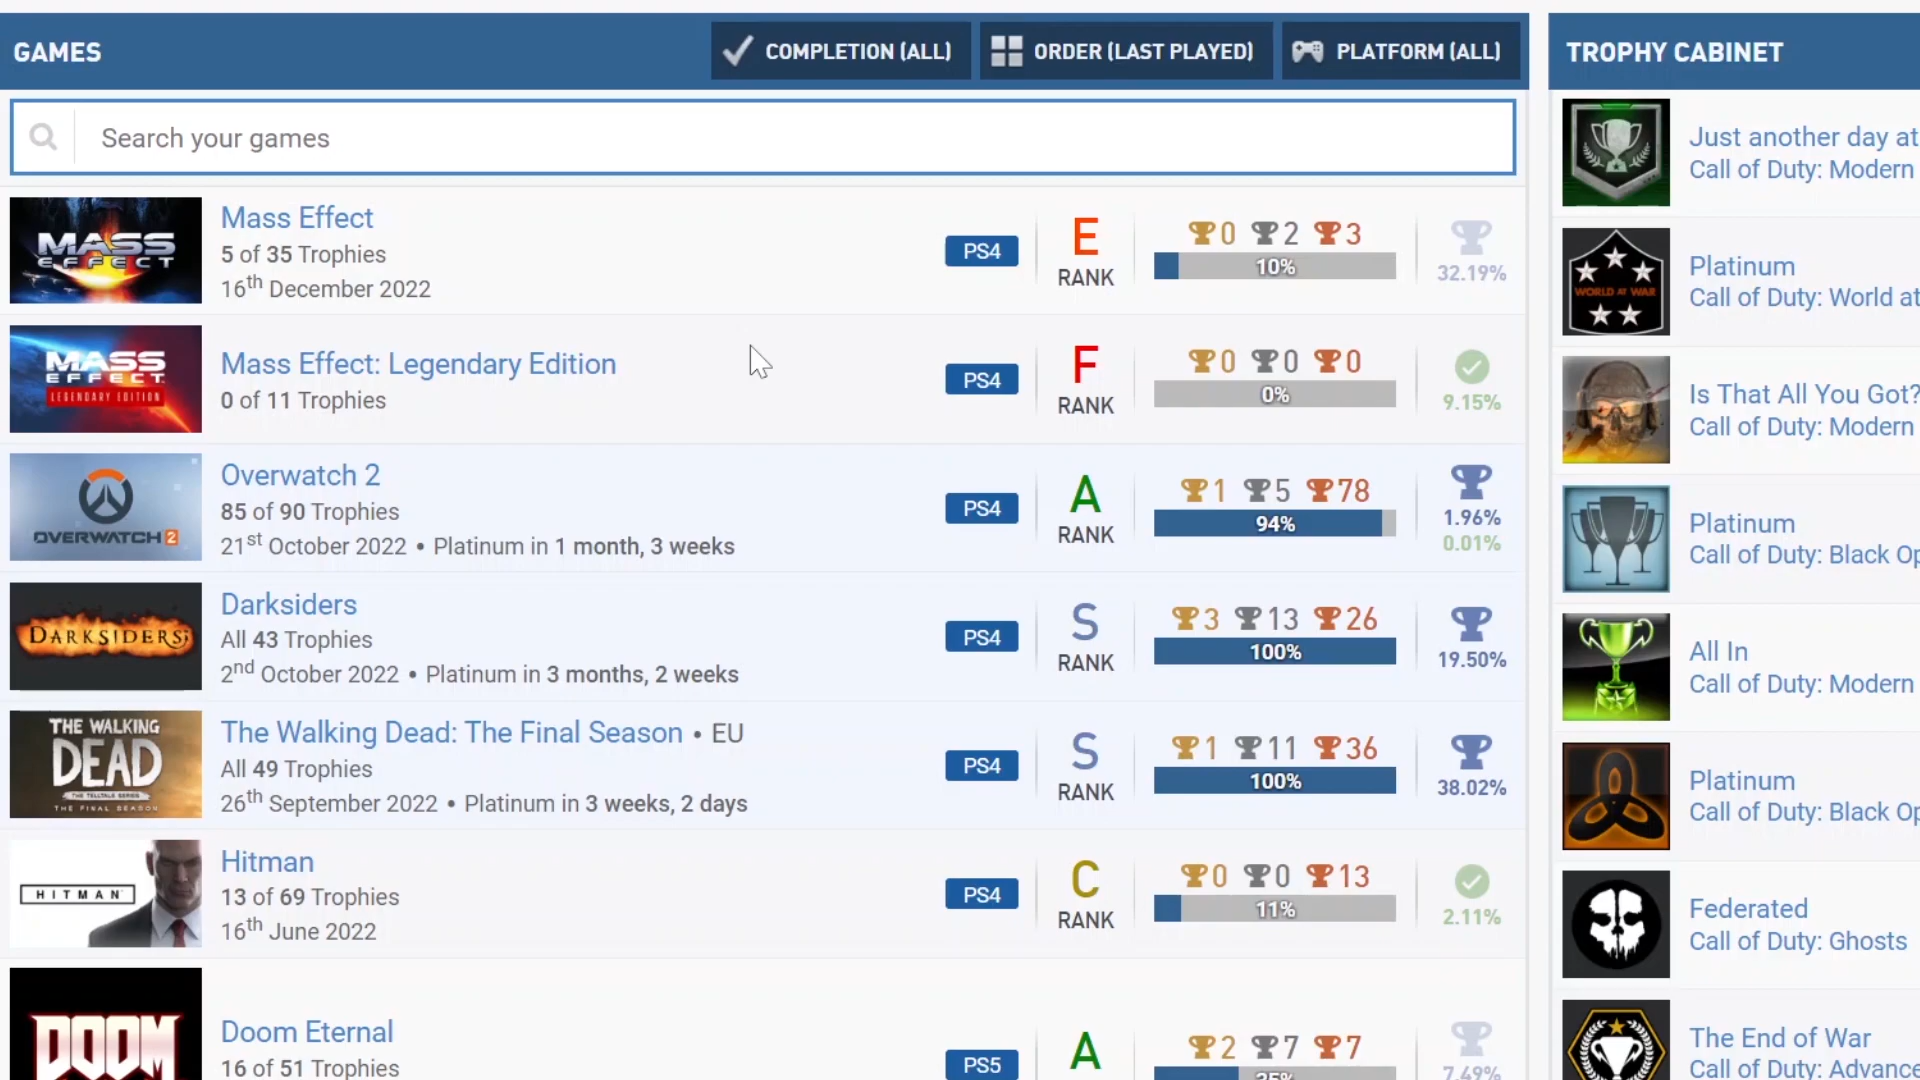 GAMES
COMPLETION (ALL)
ORDER (LAST PLAYED)
PLATFORM (ALL)
Search your games
MASS EFFECT
Mass Effect
5 of 35 Trophies
16th December 2022
PS4
E
RANK
0 2 3
10%
32.19%
MASS EFFECT
LEGENDARY EDITION
Mass Effect: Legendary Edition
0 of 11 Trophies
PS4
F
RANK
0 0 0
0%
9.15%
OVERWATCH 2
Overwatch 2
85 of 90 Trophies
21st October 2022 • Platinum in 1 month, 3 weeks
PS4
A
RANK
1 5 78
94%
1.96%
0.01%
DARKSIDERS
Darksiders
All 43 Trophies
2nd October 2022 • Platinum in 3 months, 2 weeks
PS4
S
RANK
3 13 26
100%
19.50%
THE WALKING
DEAD
THE TELLTALE SERIES
THE FINAL SEASON
The Walking Dead: The Final Season • EU
All 49 Trophies
26th September 2022 • Platinum in 3 weeks, 2 days
PS4
S
RANK
1 11 36
100%
38.02%
HITMAN
Hitman
13 of 69 Trophies
16th June 2022
PS4
C
RANK
0 0 13
11%
2.11%
DOOM
Doom Eternal
16 of 51 Trophies
PS5
A
2 7 7
7.49%
TROPHY CABINET
Just another day at
Call of Duty: Modern
WORLD AT WAR
Platinum
Call of Duty: World at
Is That All You Got?
Call of Duty: Modern
Platinum
Call of Duty: Black Op
All In
Call of Duty: Modern
Platinum
Call of Duty: Black Op
Federated
Call of Duty: Ghosts
The End of War
Call of Duty: Advance